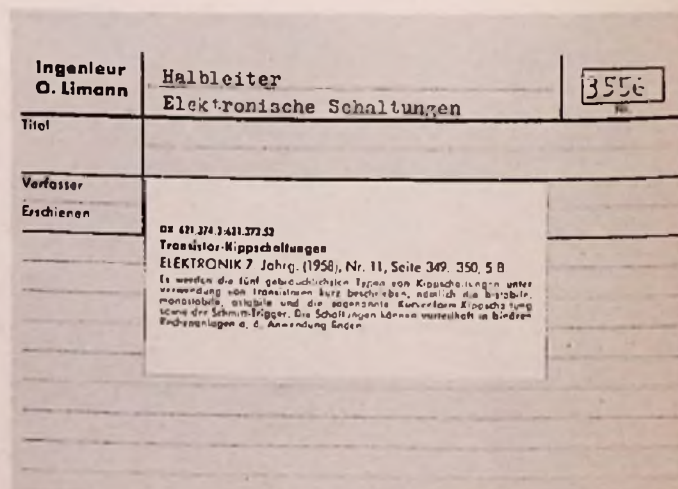 Ingenieur
O. Limann
Halbleiter
Elektronische Schaltungen
3556
Nr.
Titel
Verfasser
Erschienen
DK 621.374.3:621.373.52
Transistor-Kippschaltungen
ELEKTRONIK 7. Jahrg. (1958), Nr. 11, Seite 349. 350, 5 B
Es werden die fünf gebräuchlichsten Typen von Kippschaltungen unter
Verwendung von Transistoren kurz beschrieben, nämlich die bistabile,
monostabile, astabile und die sogenannte Kurvenform-Kippschaltung
sowie der Schmitt-Trigger. Die Schaltungen können vorteilhaft in binären
Rechenanlagen o. ä. Anwendung finden.